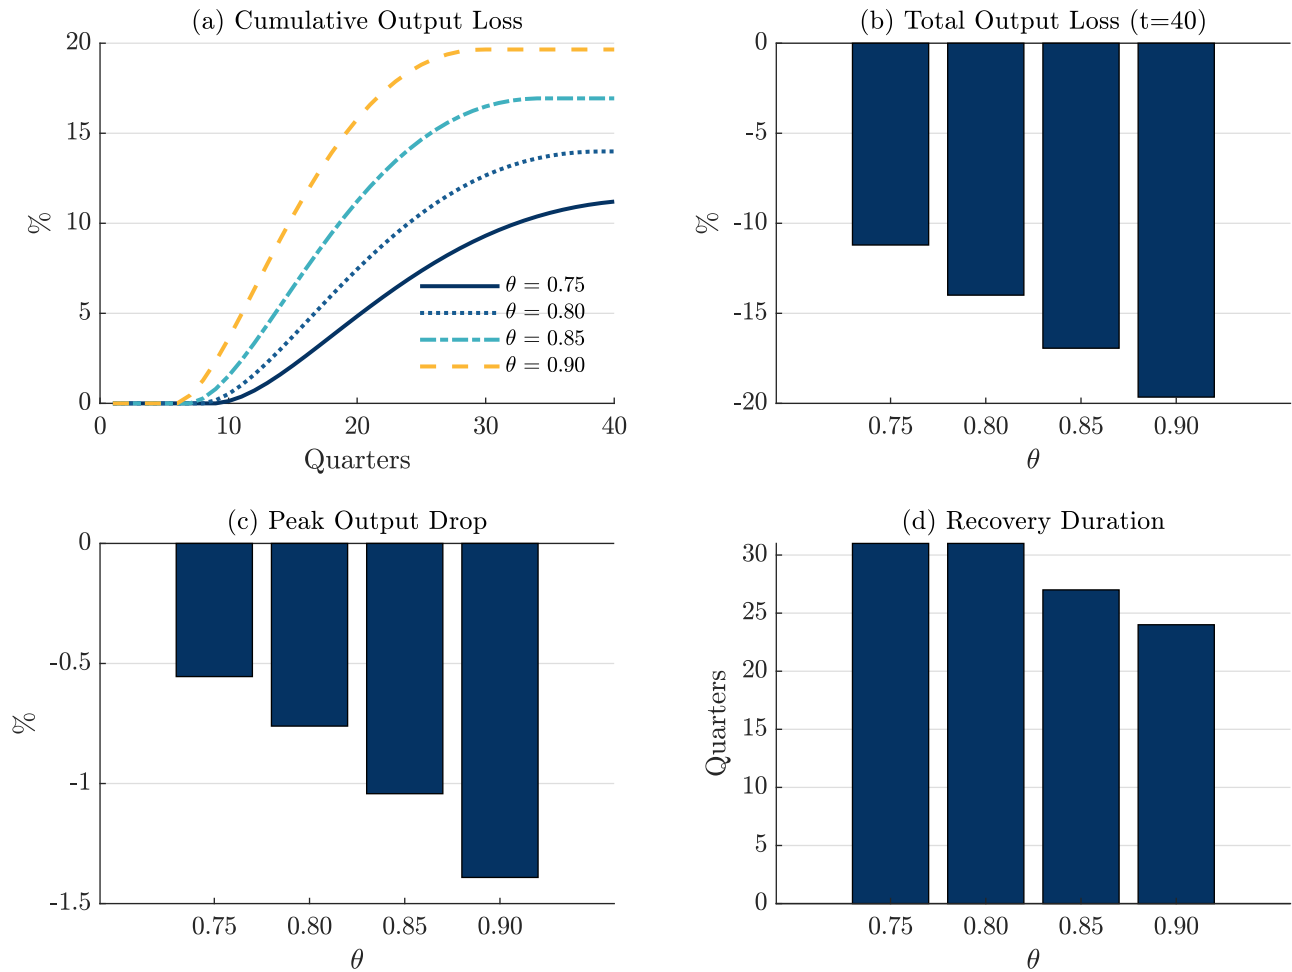 (a) Cumulative Output Loss
20
15
10
5
0
%
0 10 20 30 40
Quarters
θ = 0.75
θ = 0.80
θ = 0.85
θ = 0.90
(b) Total Output Loss (t=40)
0
-5
-10
-15
-20
%
0.75 0.80 0.85 0.90
θ
(c) Peak Output Drop
0
-0.5
-1
-1.5
%
0.75 0.80 0.85 0.90
θ
(d) Recovery Duration
30
25
20
15
10
5
0
Quarters
0.75 0.80 0.85 0.90
θ